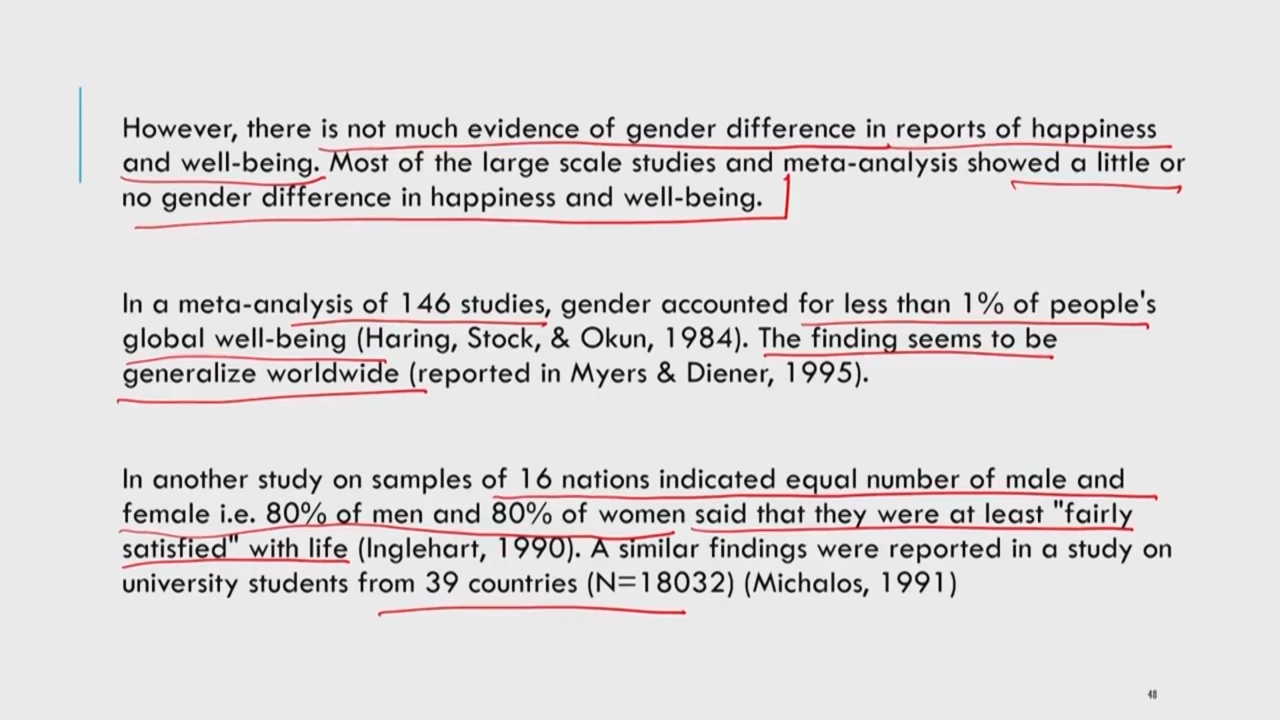 However, there is not much evidence of gender difference in reports of happiness
and well-being. Most of the large scale studies and meta-analysis showed a little or
no gender difference in happiness and well-being.
In a meta-analysis of 146 studies, gender accounted for less than 1% of people's
global well-being (Haring, Stock, & Okun, 1984). The finding seems to be
generalize worldwide (reported in Myers & Diener, 1995).
In another study on samples of 16 nations indicated equal number of male and
female i.e. 80% of men and 80% of women said that they were at least "fairly
satisfied" with life (Inglehart, 1990). A similar findings were reported in a study on
university students from 39 countries (N=18032) (Michalos, 1991)
48